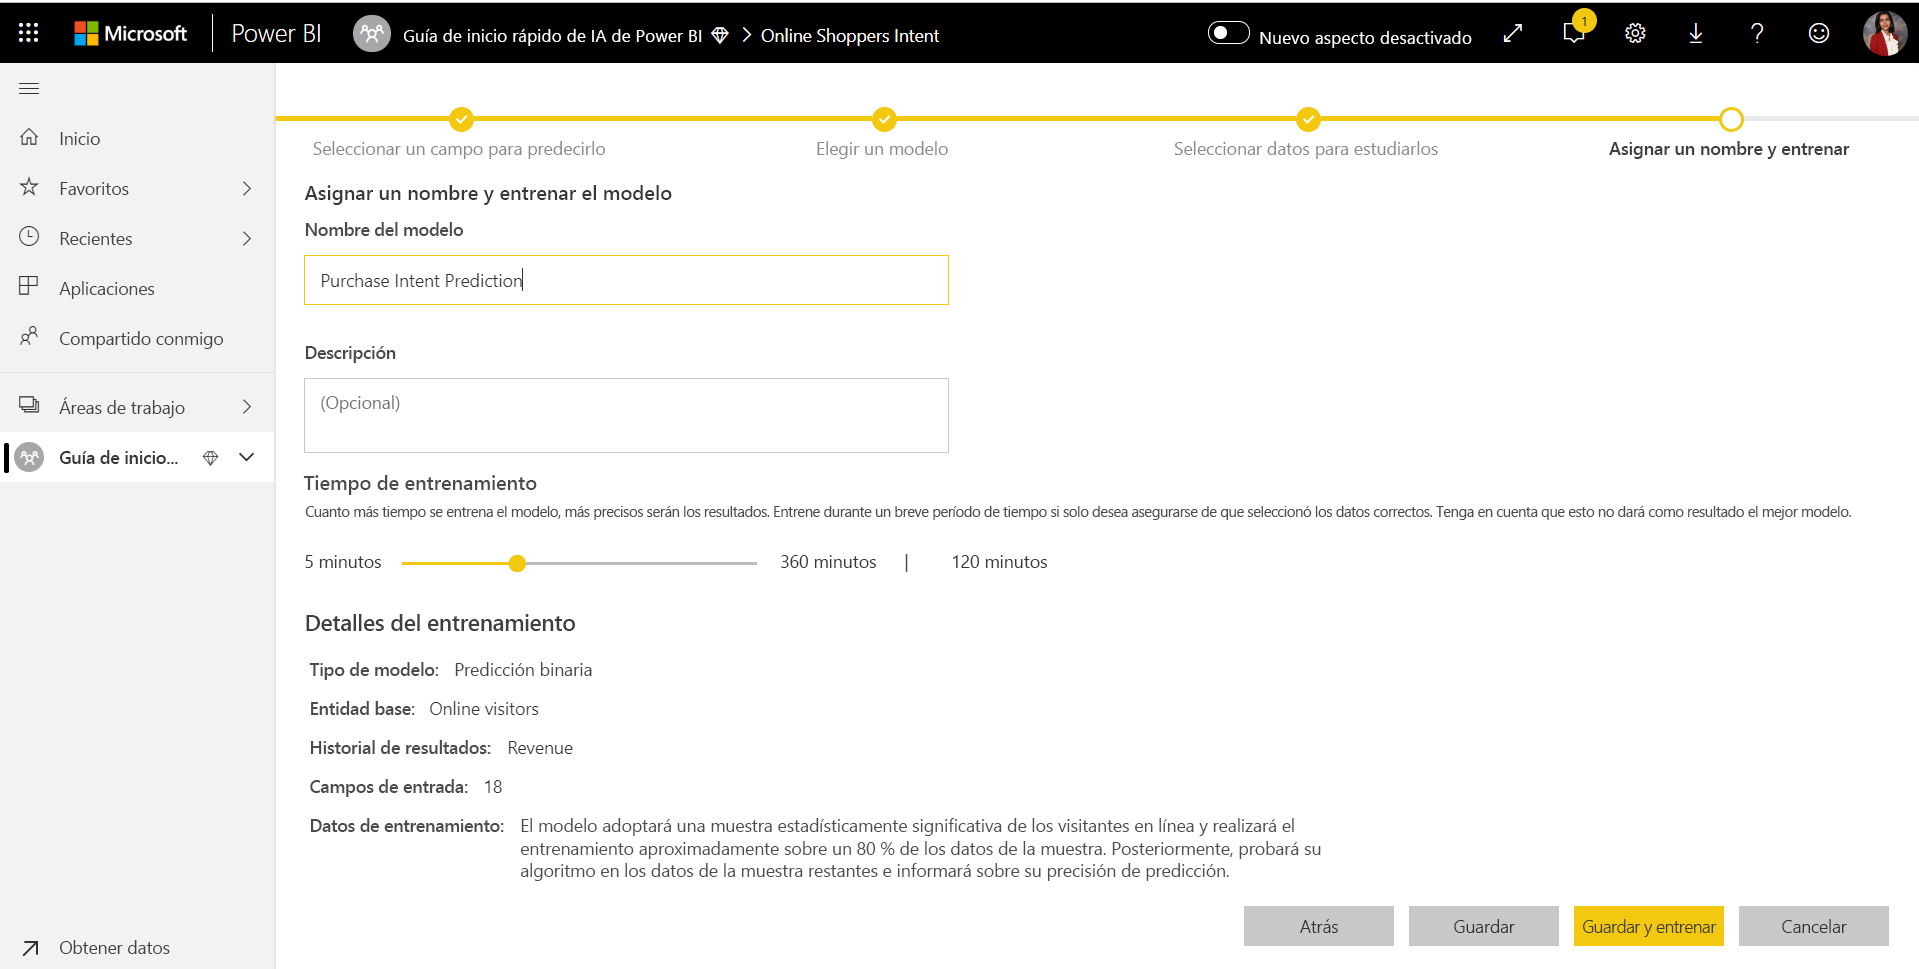 Microsoft Power BI Guía de inicio rápido de IA de Power BI > Online Shoppers Intent Nuevo aspecto desactivado 1 ?
Inicio
Favoritos
Recientes
Aplicaciones
Compartido conmigo
Áreas de trabajo
Guía de inicio...
Obtener datos
Seleccionar un campo para predecirlo
Elegir un modelo
Seleccionar datos para estudiarlos
Asignar un nombre y entrenar
Asignar un nombre y entrenar el modelo
Nombre del modelo
Purchase Intent Prediction
Descripción
(Opcional)
Tiempo de entrenamiento
Cuanto más tiempo se entrena el modelo, más precisos serán los resultados. Entrene durante un breve período de tiempo si solo desea asegurarse de que seleccionó los datos correctos. Tenga en cuenta que esto no dará como resultado el mejor modelo.
5 minutos 360 minutos | 120 minutos
Detalles del entrenamiento
Tipo de modelo: Predicción binaria
Entidad base: Online visitors
Historial de resultados: Revenue
Campos de entrada: 18
Datos de entrenamiento: El modelo adoptará una muestra estadísticamente significativa de los visitantes en línea y realizará el
entrenamiento aproximadamente sobre un 80 % de los datos de la muestra. Posteriormente, probará su
algoritmo en los datos de la muestra restantes e informará sobre su precisión de predicción.
Atrás
Guardar
Guardar y entrenar
Cancelar